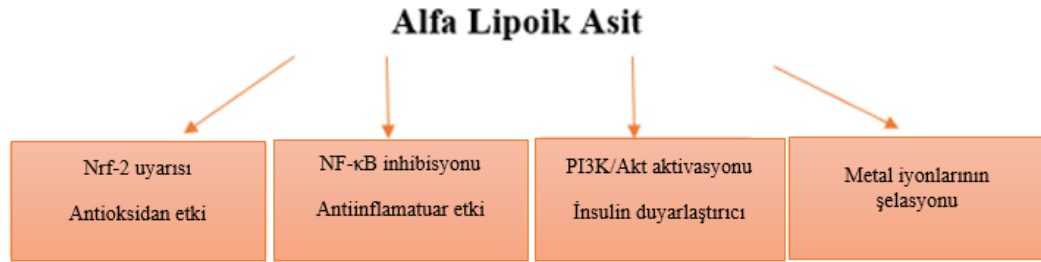 Alfa Lipoik Asit
Nrf-2 uyarısı
Antioksidan etki
NF-κB inhibisyonu
Antiinflamatuar etki
PI3K/Akt aktivasyonu
İnsulin duyarlaştırıcı
Metal iyonlarının
şelasyonu